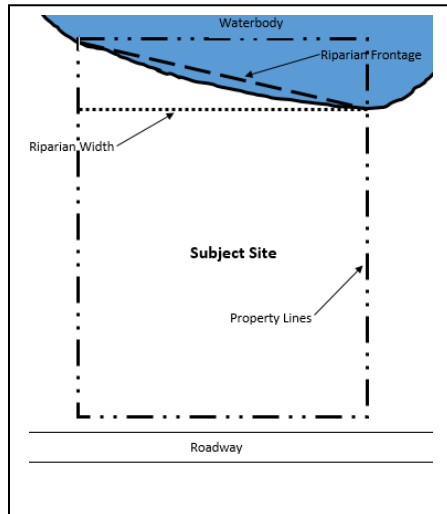 Waterbody
Riparian Frontage
Riparian Width
Subject Site
Property Lines
Roadway